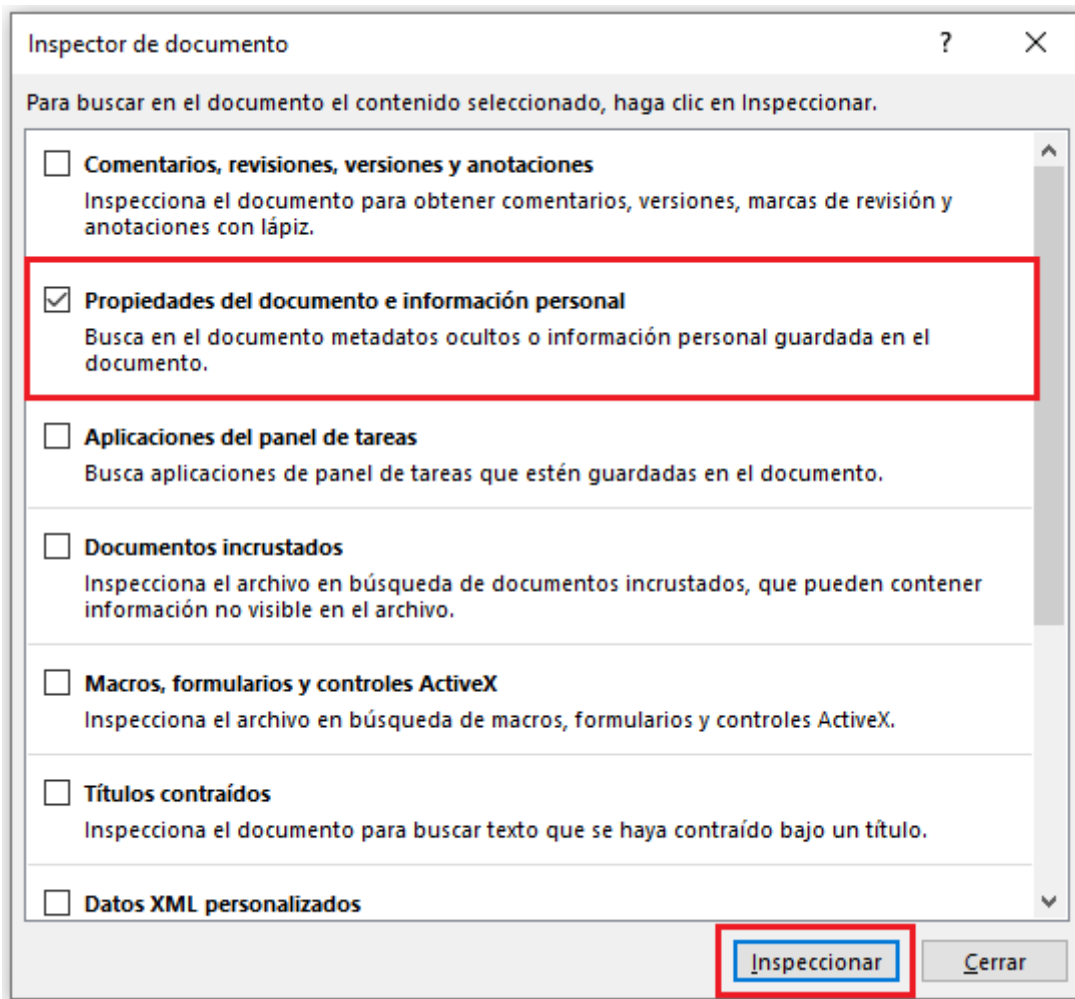 Inspector de documento
?
Para buscar en el documento el contenido seleccionado, haga clic en Inspeccionar.
Comentarios, revisiones, versiones y anotaciones
Inspecciona el documento para obtener comentarios, versiones, marcas de revisión y
anotaciones con lápiz.
Propiedades del documento e información personal
Busca en el documento metadatos ocultos o información personal guardada en el
documento.
Aplicaciones del panel de tareas
Busca aplicaciones de panel de tareas que estén guardadas en el documento.
Documentos incrustados
Inspecciona el archivo en búsqueda de documentos incrustados, que pueden contener
información no visible en el archivo.
Macros, formularios y controles ActiveX
Inspecciona el archivo en búsqueda de macros, formularios y controles ActiveX.
Títulos contraídos
Inspecciona el documento para buscar texto que se haya contraído bajo un título.
Datos XML personalizados
Inspeccionar
Cerrar